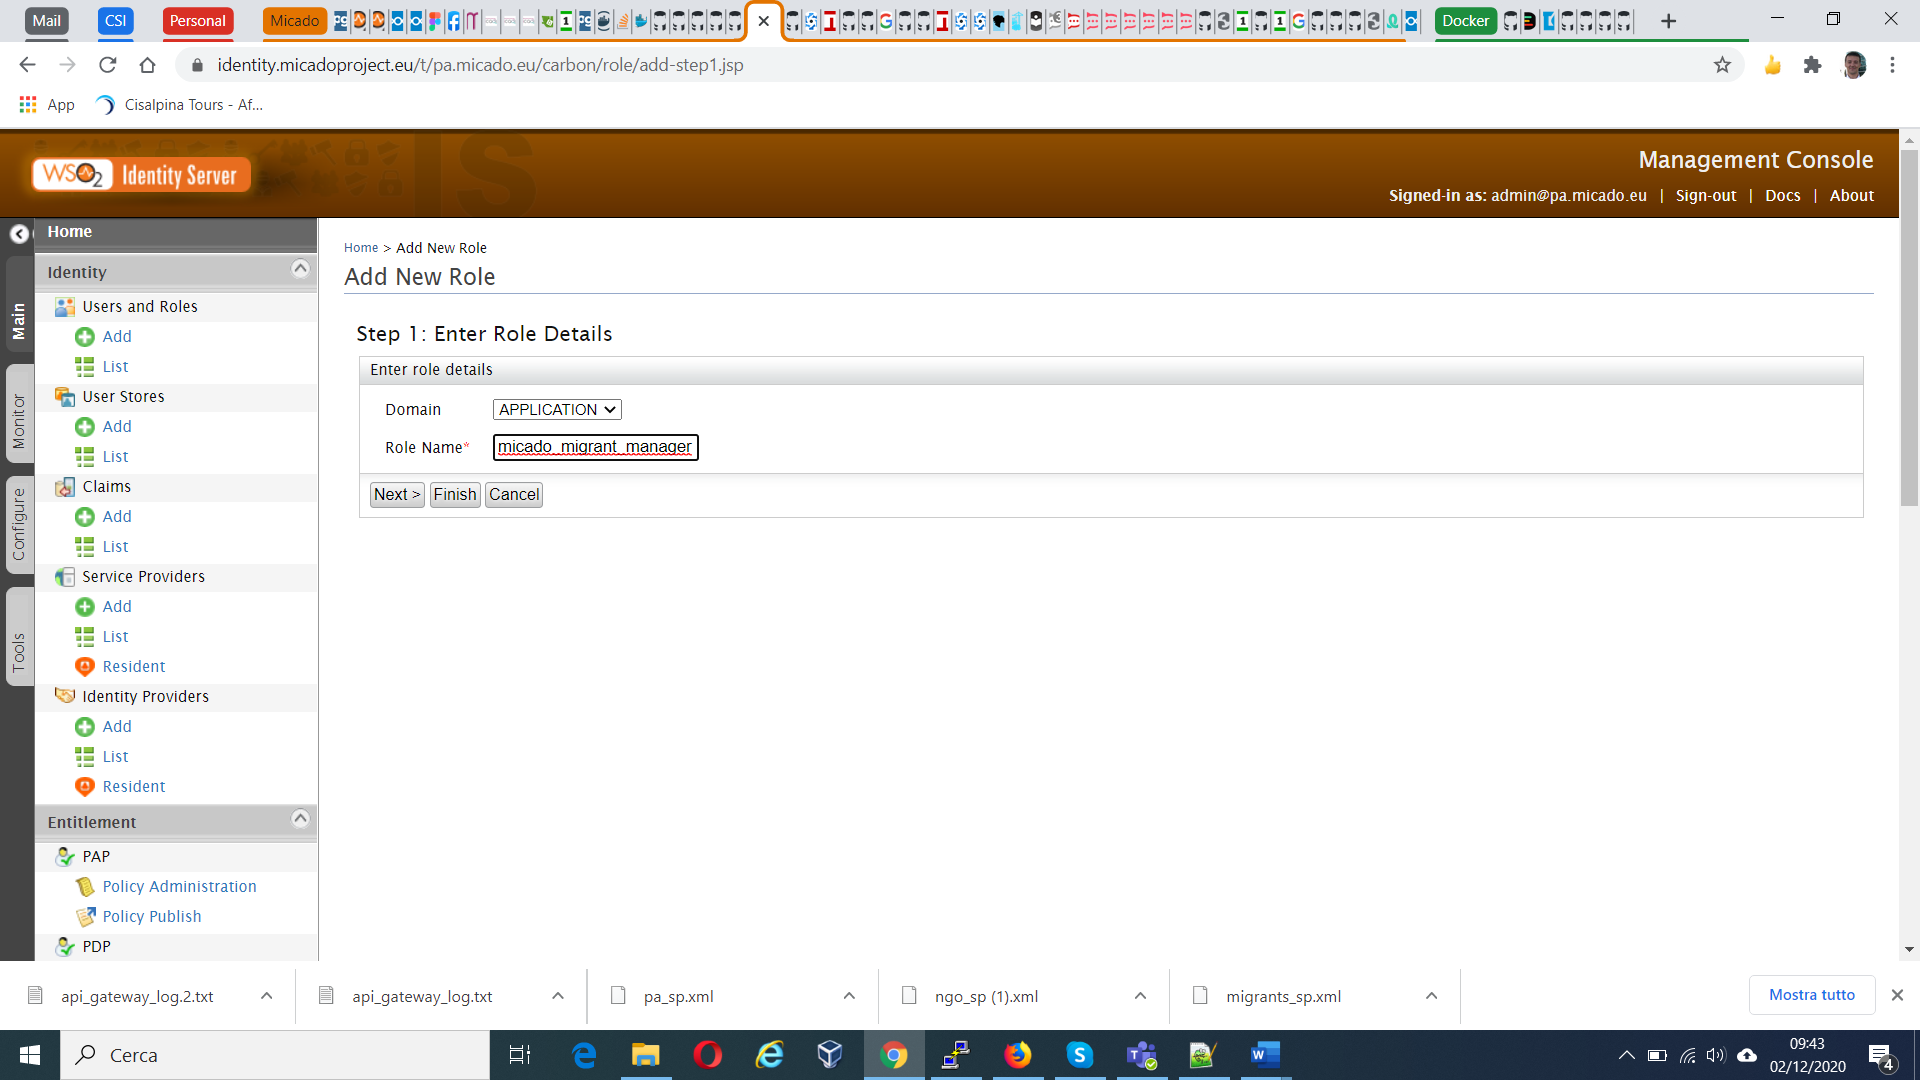 Mail
CSI
Personal
Micado
Docker
identity.micadoproject.eu/t/pa.micado.eu/carbon/role/add-step1.jsp
App
Cisalpina Tours - Af...
WSO2 Identity Server
Management Console
Signed-in as: admin@pa.micado.eu | Sign-out | Docs | About
Home
Identity
Users and Roles
Add
List
User Stores
Add
List
Claims
Add
List
Service Providers
Add
List
Resident
Identity Providers
Add
List
Resident
Entitlement
PAP
Policy Administration
Policy Publish
PDP
Main
Monitor
Configure
Tools
Home > Add New Role
Add New Role
Step 1: Enter Role Details
Enter role details
Domain APPLICATION
Role Name* micado_migrant_manager
Next > Finish Cancel
api_gateway_log.2.txt
api_gateway_log.txt
pa_sp.xml
ngo_sp (1).xml
migrants_sp.xml
Mostra tutto
Cerca
09:43
02/12/2020
4